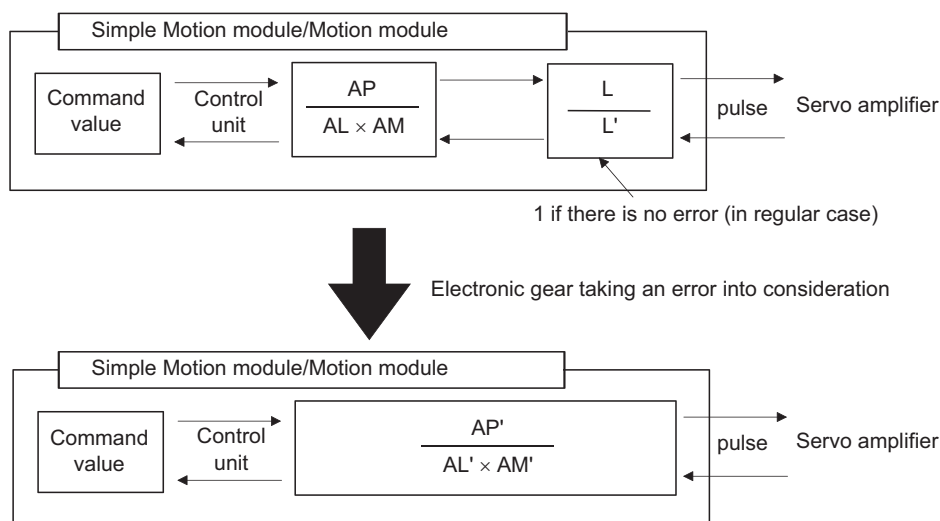 Simple Motion module/Motion module
Command
value
Control
unit
AP
AL × AM
L
L'
pulse
Servo amplifier
1 if there is no error (in regular case)
Electronic gear taking an error into consideration
Simple Motion module/Motion module
Command
value
Control
unit
AP'
AL' × AM'
pulse
Servo amplifier